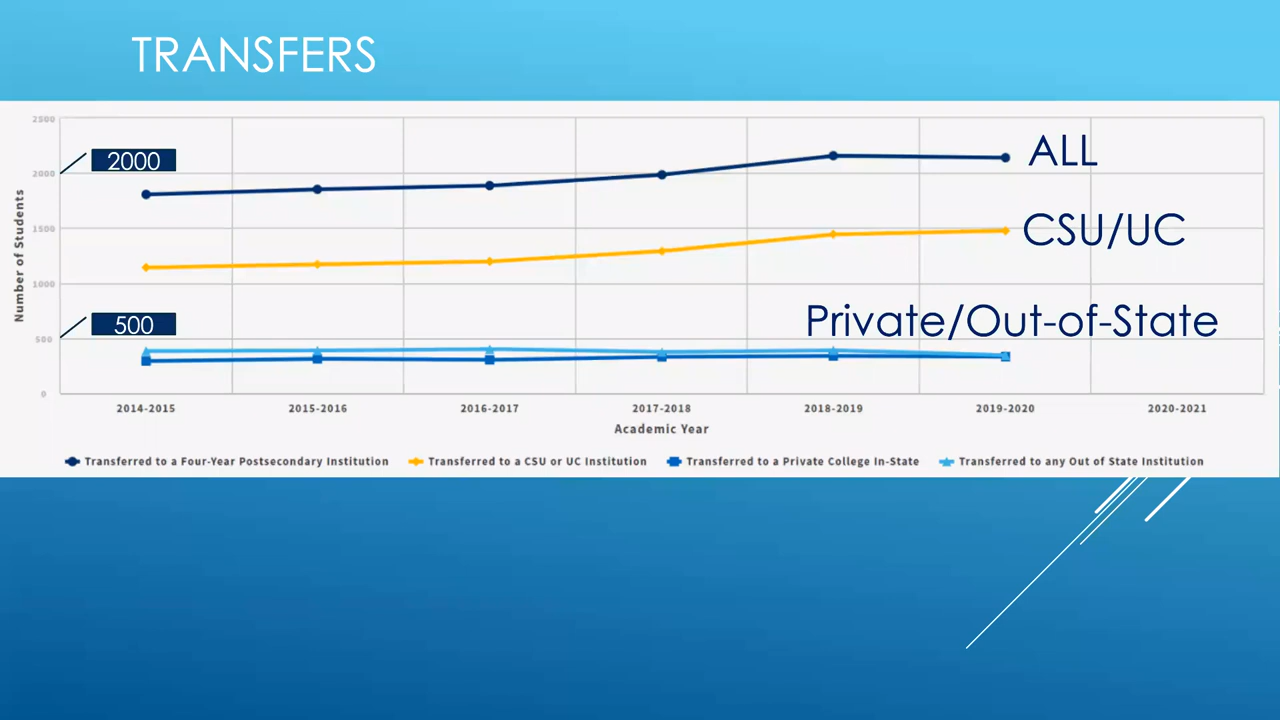 TRANSFERS
2500
2000
2000
ALL
1500
CSU/UC
1000
500
Private/Out-of-State
500
0
Number of Students
2014-2015 2015-2016 2016-2017 2017-2018 2018-2019 2019-2020 2020-2021
Academic Year
Transferred to a Four-Year Postsecondary Institution Transferred to a CSU or UC Institution Transferred to a Private College In-State Transferred to any Out of State Institution